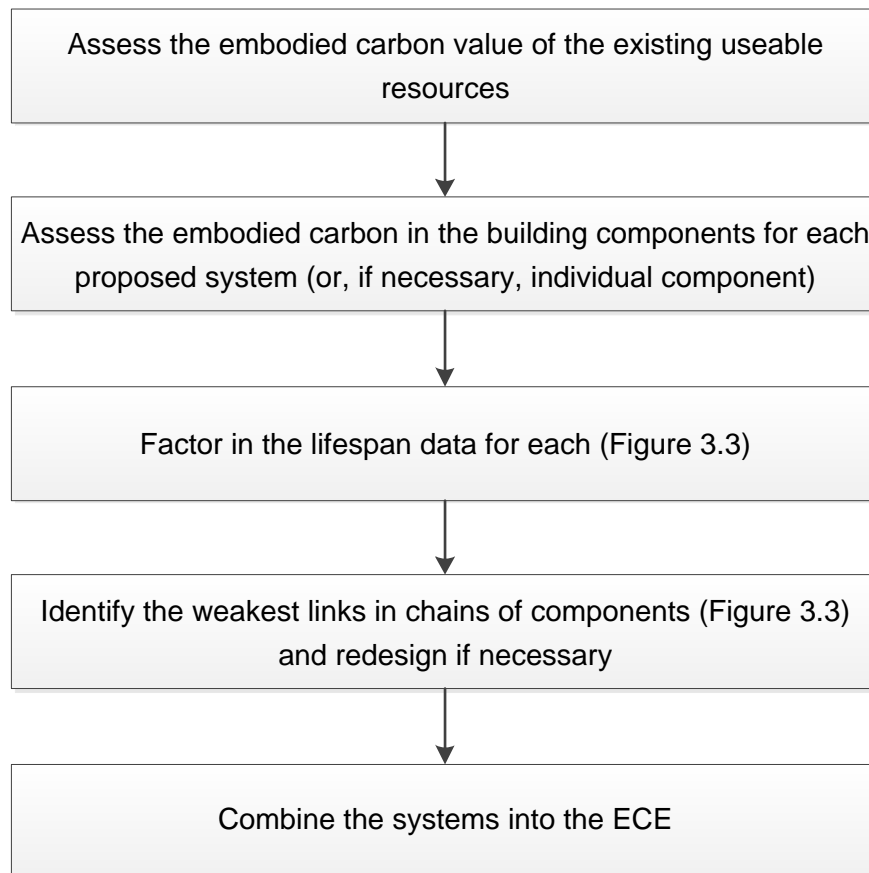 Assess the embodied carbon value of the existing useable
resources
Assess the embodied carbon in the building components for each
proposed system (or, if necessary, individual component)
Factor in the lifespan data for each (Figure 3.3)
Identify the weakest links in chains of components (Figure 3.3)
and redesign if necessary
Combine the systems into the ECE